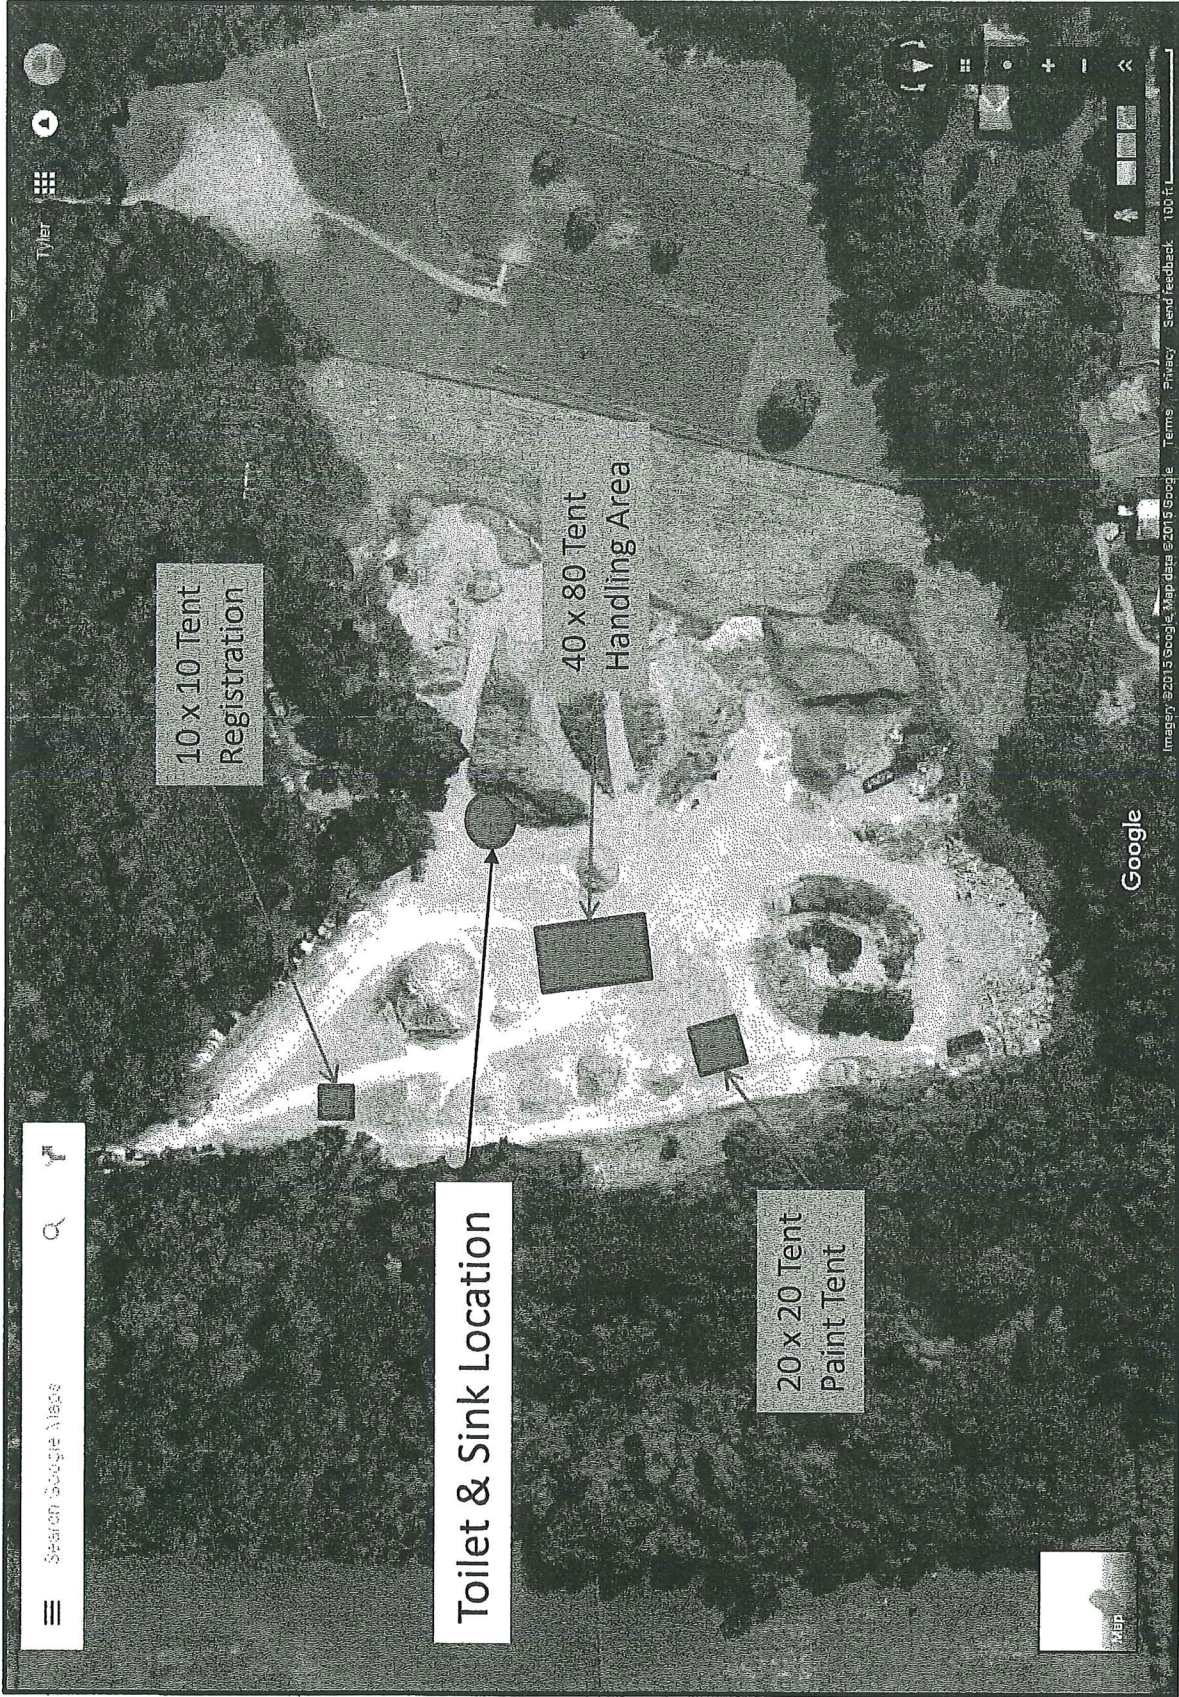 Search Google Maps
Tyler
10 x 10 Tent
Registration
Toilet & Sink Location
40 x 80 Tent
Handling Area
20 x 20 Tent
Paint Tent
Map
Google
Imagery ©2015 Google, Map data ©2015 Google Terms Privacy Send feedback 100 ft